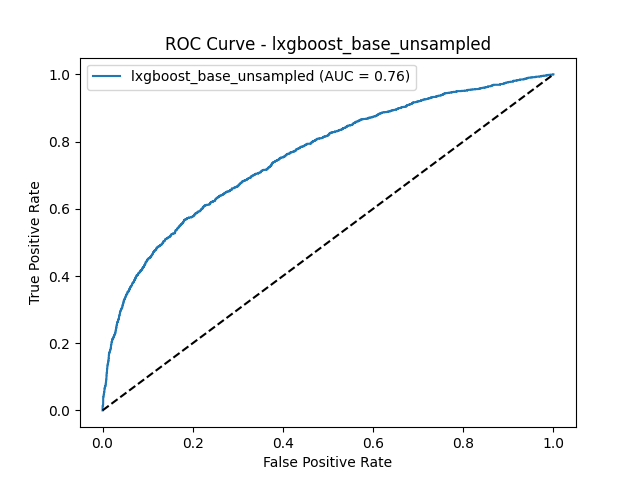 ROC Curve - lxgboost_base_unsampled
lxgboost_base_unsampled (AUC = 0.76)
1.0
0.8
0.6
0.4
0.2
0.0
True Positive Rate
0.0 0.2 0.4 0.6 0.8 1.0
False Positive Rate